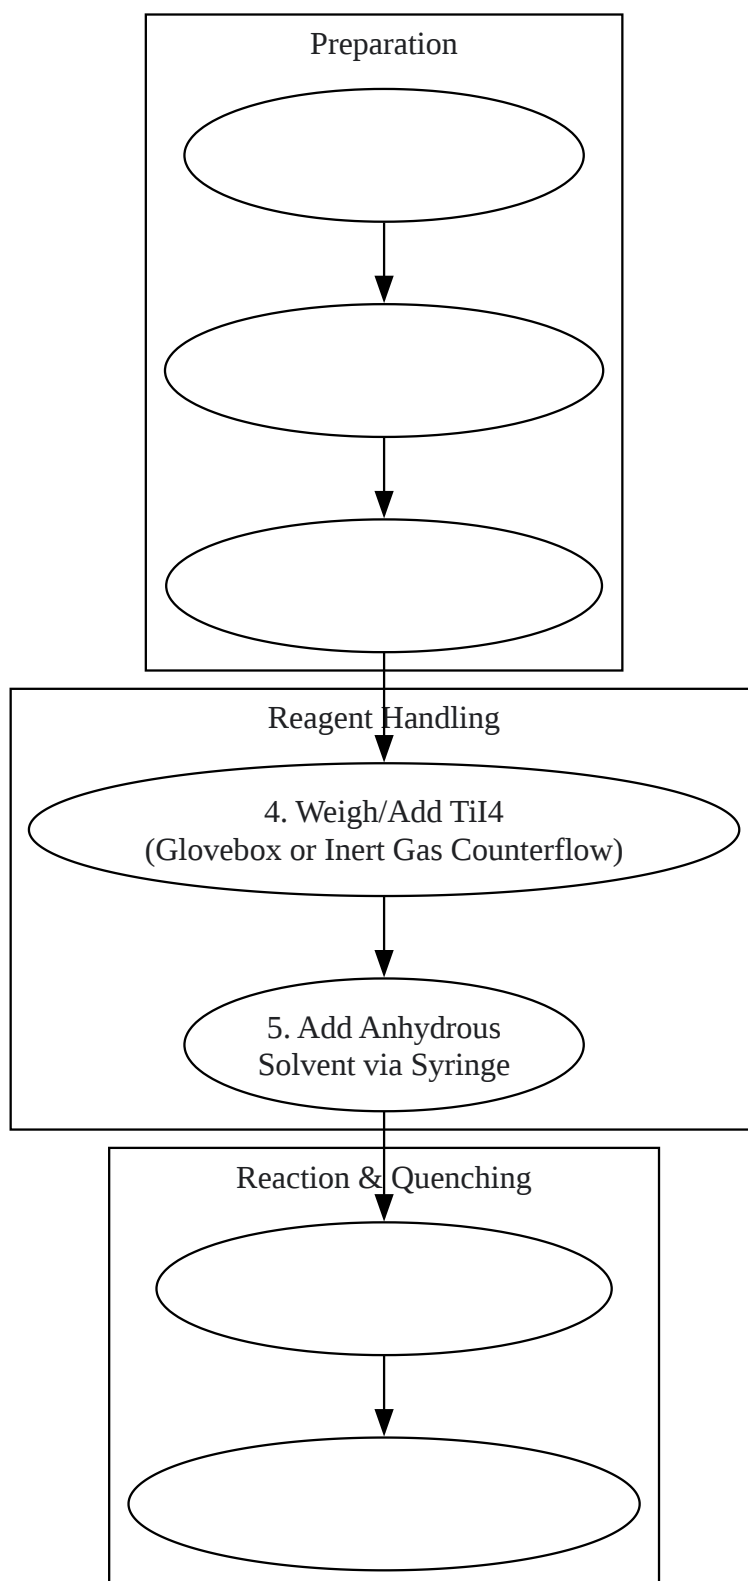 Preparation
Reagent Handling
4. Weigh/Add TiI4
(Glovebox or Inert Gas Counterflow)
5. Add Anhydrous
Solvent via Syringe
Reaction & Quenching